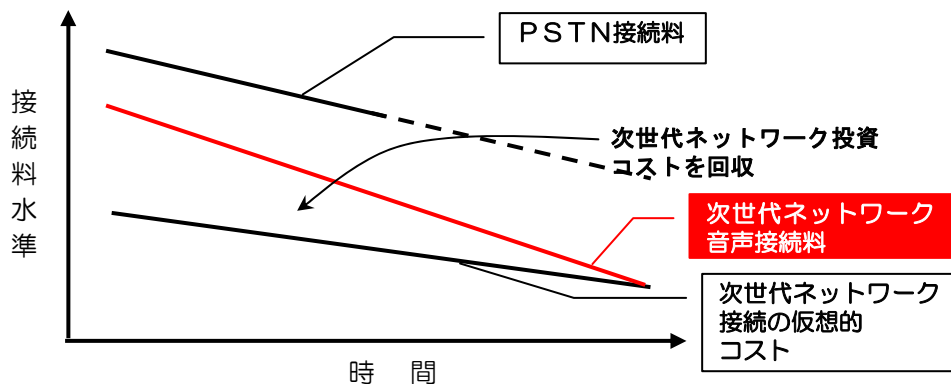 PSTN接続料
接続料水準
次世代ネットワーク投資
コストを回収
次世代ネットワーク
音声接続料
次世代ネットワーク
接続の仮想的
コスト
時 間